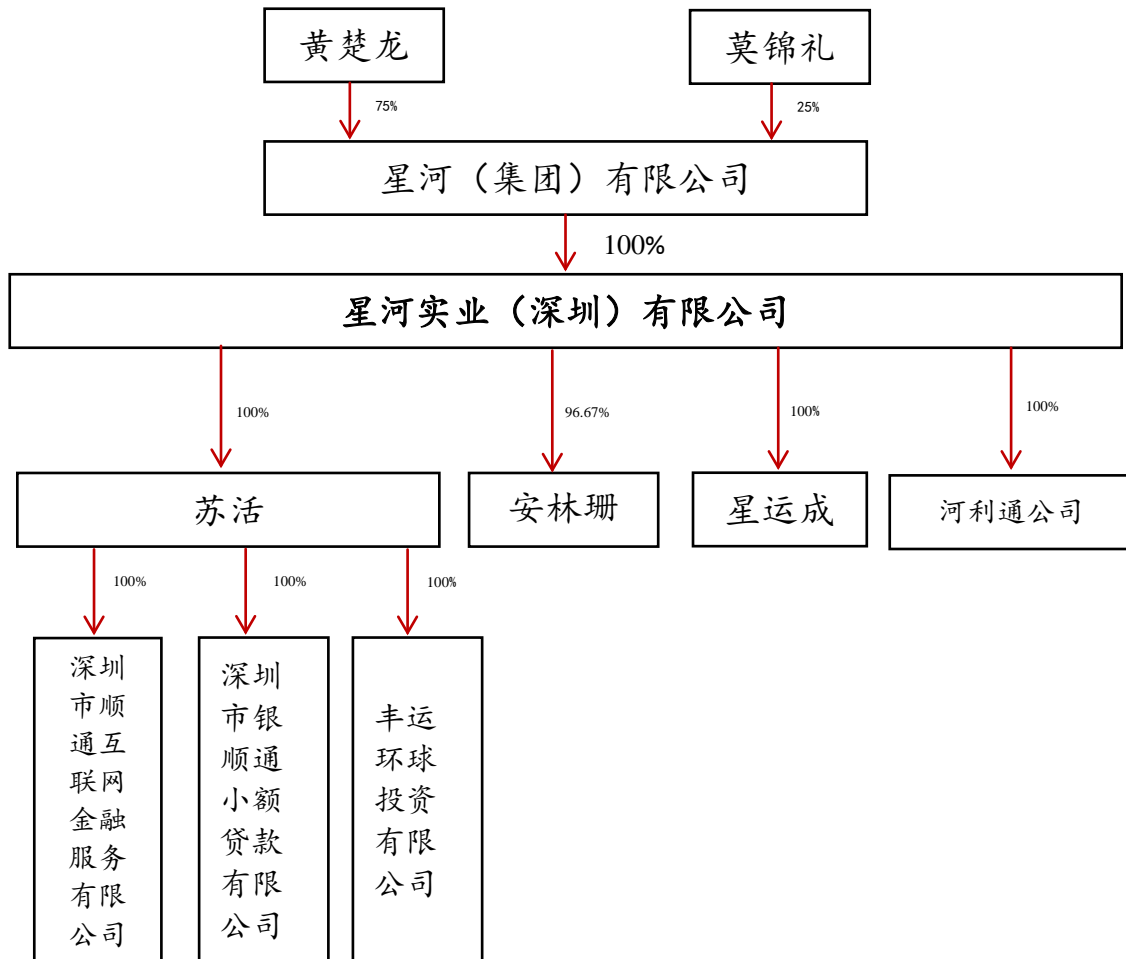 黄楚龙
莫锦礼
75%
25%
星河（集团）有限公司
100%
星河实业（深圳）有限公司
100%
96.67%
100%
100%
苏活
安林珊
星运成
河利通公司
100%
100%
100%
深圳
市顺
通互
联网
金融
服务
有限
公司
深圳
市银
顺通
小额
贷款
有限
公司
丰运
环球
投资
有限
公司